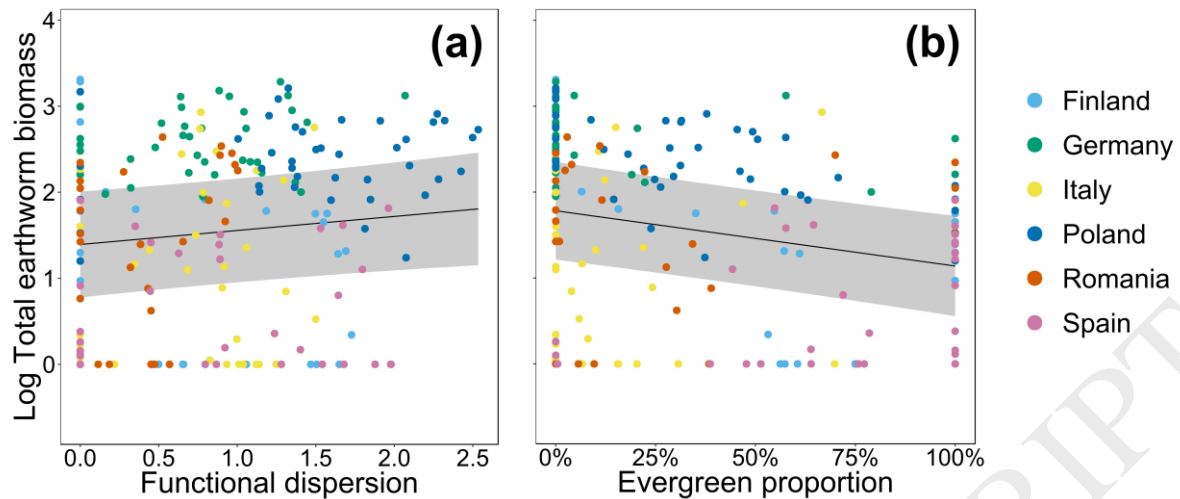 (a)
(b)
Log Total earthworm biomass
4
3
2
1
0
0.0 0.5 1.0 1.5 2.0 2.5
Functional dispersion
0% 25% 50% 75% 100%
Evergreen proportion
Finland
Germany
Italy
Poland
Romania
Spain
RIPT